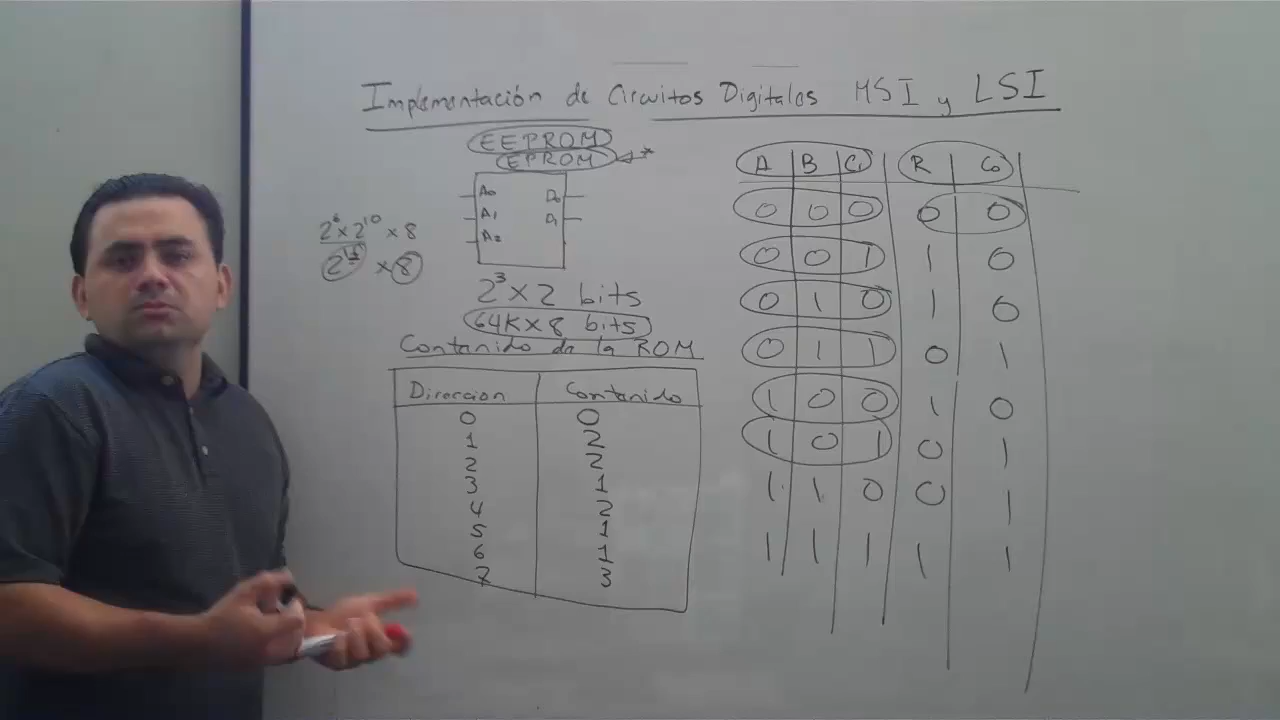 Implementación de Circuitos Digitales MSI y LSI
EEPROM
EPROM *
A0 D0
A1 D1
A2
2^6 x 2^10 x 8
2^16 x 8
2^3 x 2 bits
64K x 8 bits
Contenido de la ROM
Dirección Contenido
0 0
1 2
2 2
3 1
4 2
5 1
6 1
7 3
A B Ci R Co
0 0 0 0 0
0 0 1 1 0
0 1 0 1 0
0 1 1 0 1
1 0 0 1 0
1 0 1 0 1
1 1 0 0 1
1 1 1 1 1